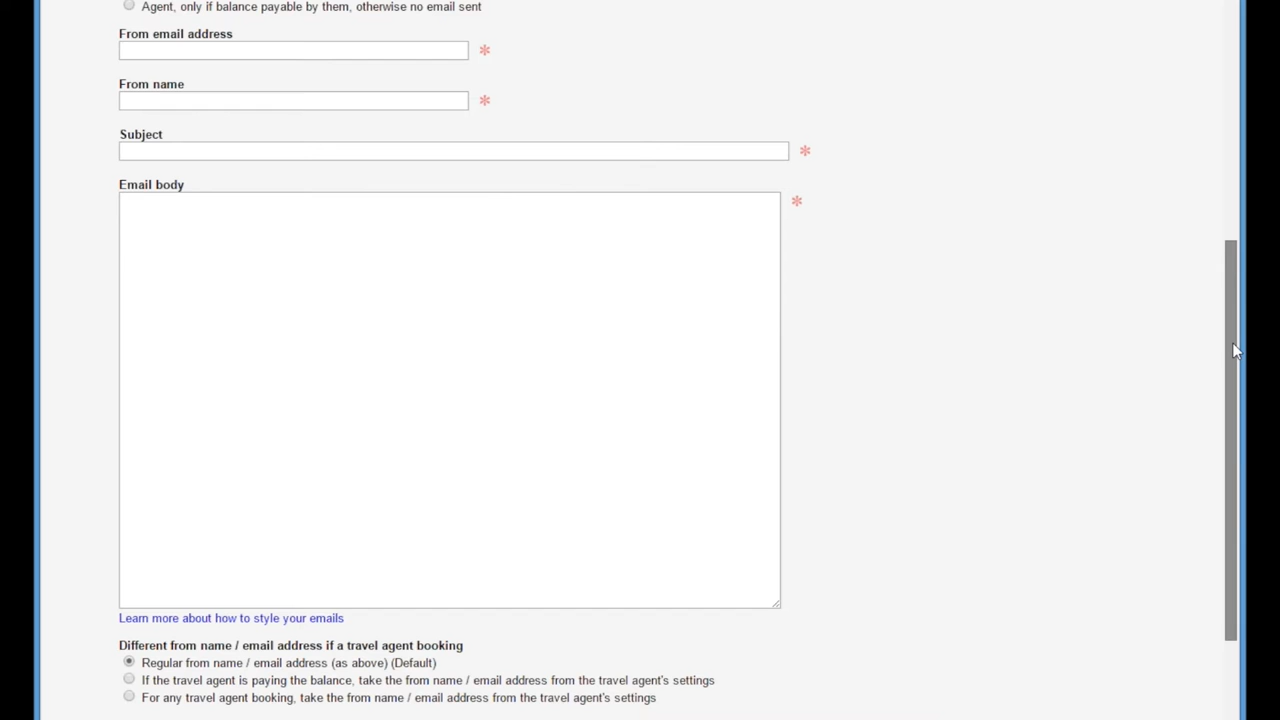 Agent, only if balance payable by them, otherwise no email sent
From email address
*
From name
*
Subject
*
Email body
*
Learn more about how to style your emails
Different from name / email address if a travel agent booking
Regular from name / email address (as above) (Default)
If the travel agent is paying the balance, take the from name / email address from the travel agent's settings
For any travel agent booking, take the from name / email address from the travel agent's settings